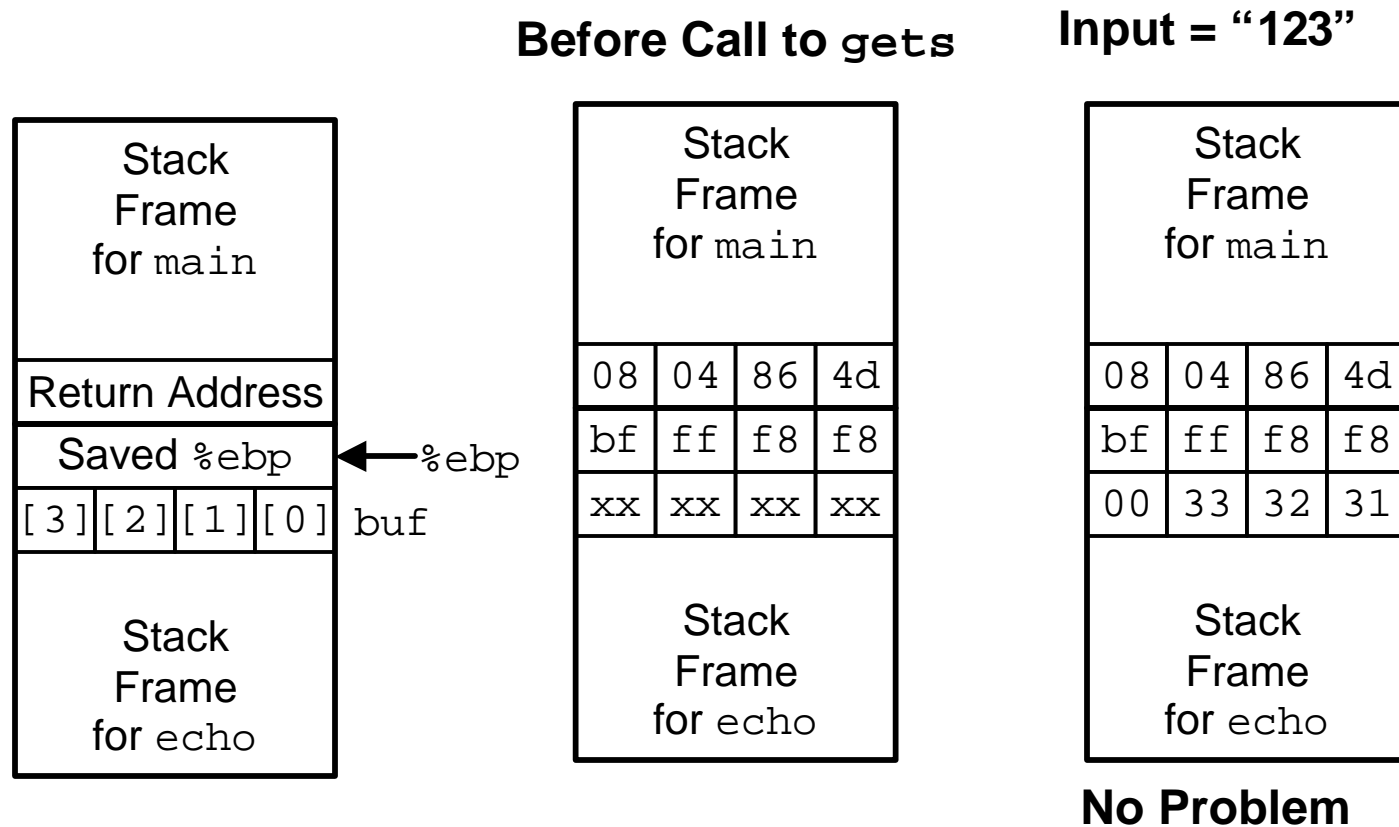 Before Call to gets
Input = “123”
Stack
Frame
for main
Return Address
Saved %ebp
%ebp
[3] [2] [1] [0]
buf
Stack
Frame
for echo
Stack
Frame
for main
08 04 86 4d
bf ff f8 f8
xx xx xx xx
Stack
Frame
for echo
Stack
Frame
for main
08 04 86 4d
bf ff f8 f8
00 33 32 31
Stack
Frame
for echo
No Problem